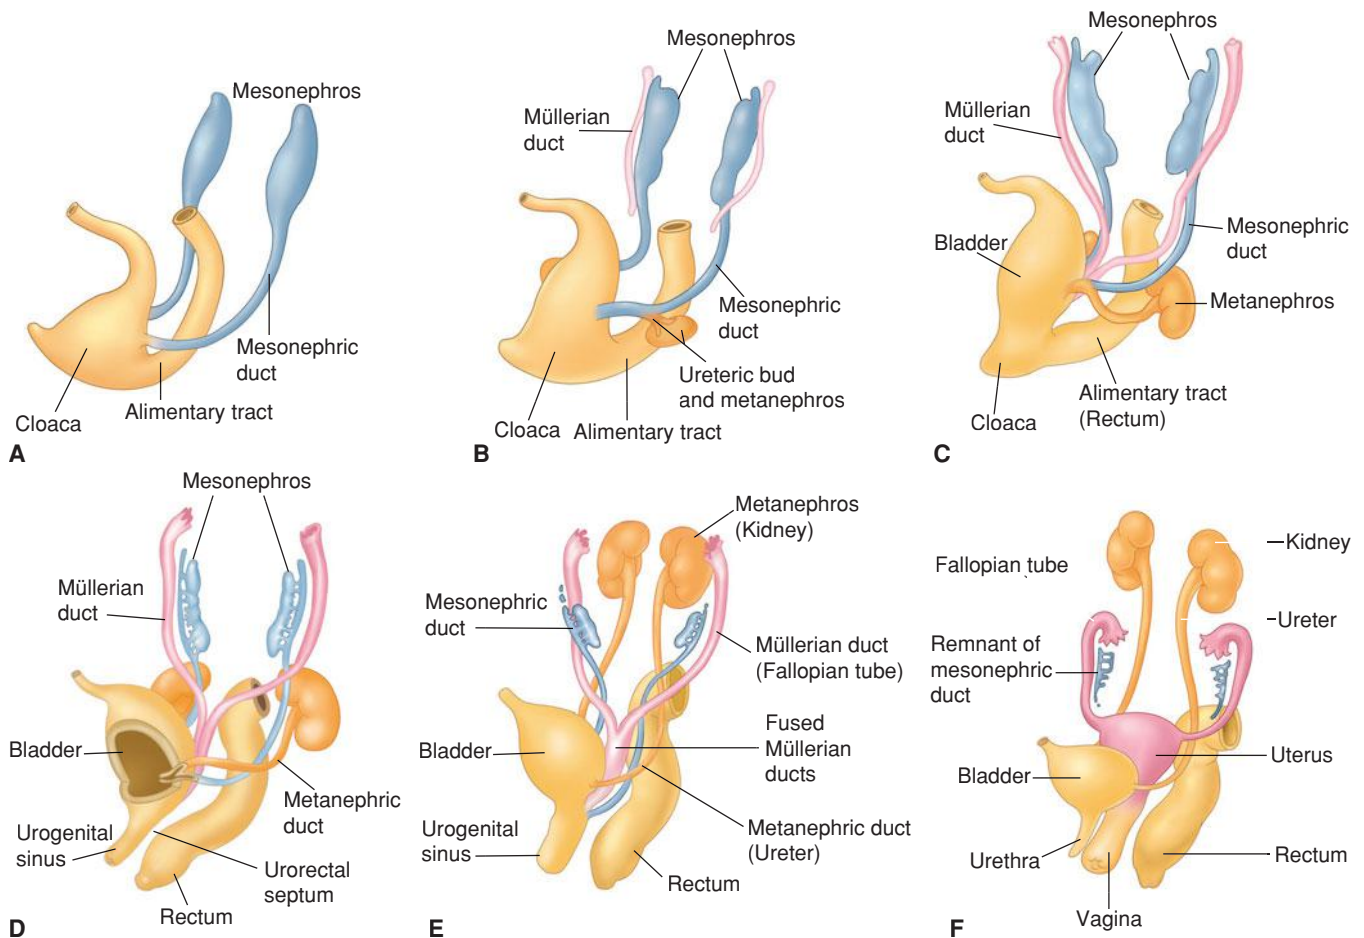 Mesonephros
Mesonephric
duct
Alimentary tract
Cloaca
A
Mesonephros
Müllerian
duct
Mesonephric
duct
Ureteric bud
and metanephros
Cloaca
Alimentary tract
B
Mesonephros
Müllerian
duct
Bladder
Mesonephric
duct
Metanephros
Alimentary tract
(Rectum)
Cloaca
C
Mesonephros
Müllerian
duct
Bladder
Metanephric
duct
Urogenital
sinus
Urorectal
septum
Rectum
D
Metanephros
(Kidney)
Mesonephric
duct
Müllerian duct
(Fallopian tube)
Fused
Müllerian
ducts
Bladder
Urogenital
sinus
Metanephric duct
(Ureter)
Rectum
E
Kidney
Fallopian tube
Ureter
Remnant of
mesonephric
duct
Uterus
Bladder
Urethra
Rectum
Vagina
F